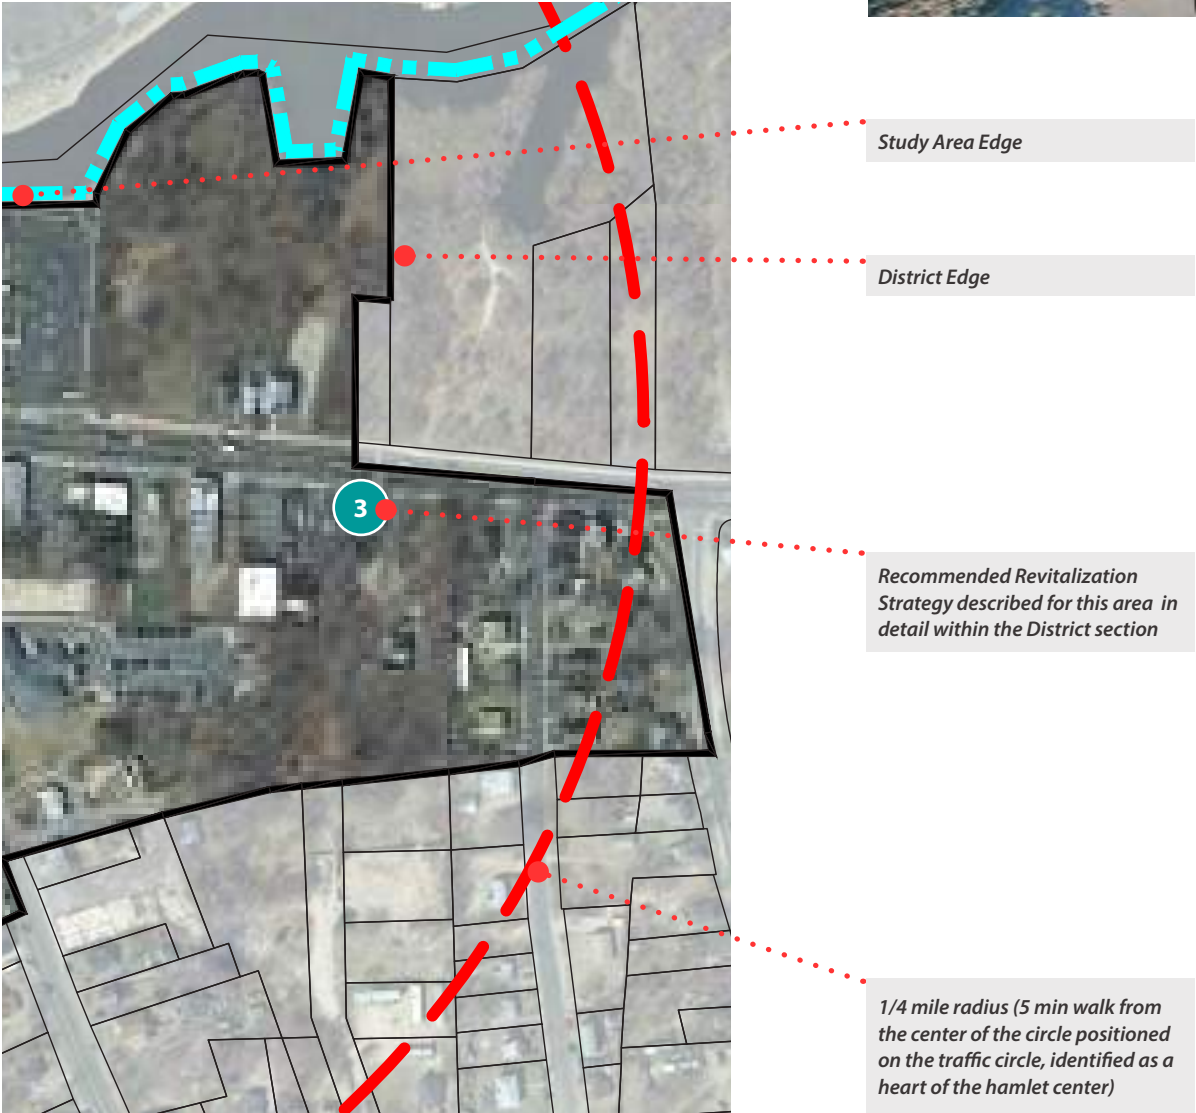 Study Area Edge
District Edge
3
Recommended Revitalization
Strategy described for this area in
detail within the District section
1/4 mile radius (5 min walk from
the center of the circle positioned
on the traffic circle, identified as a
heart of the hamlet center)